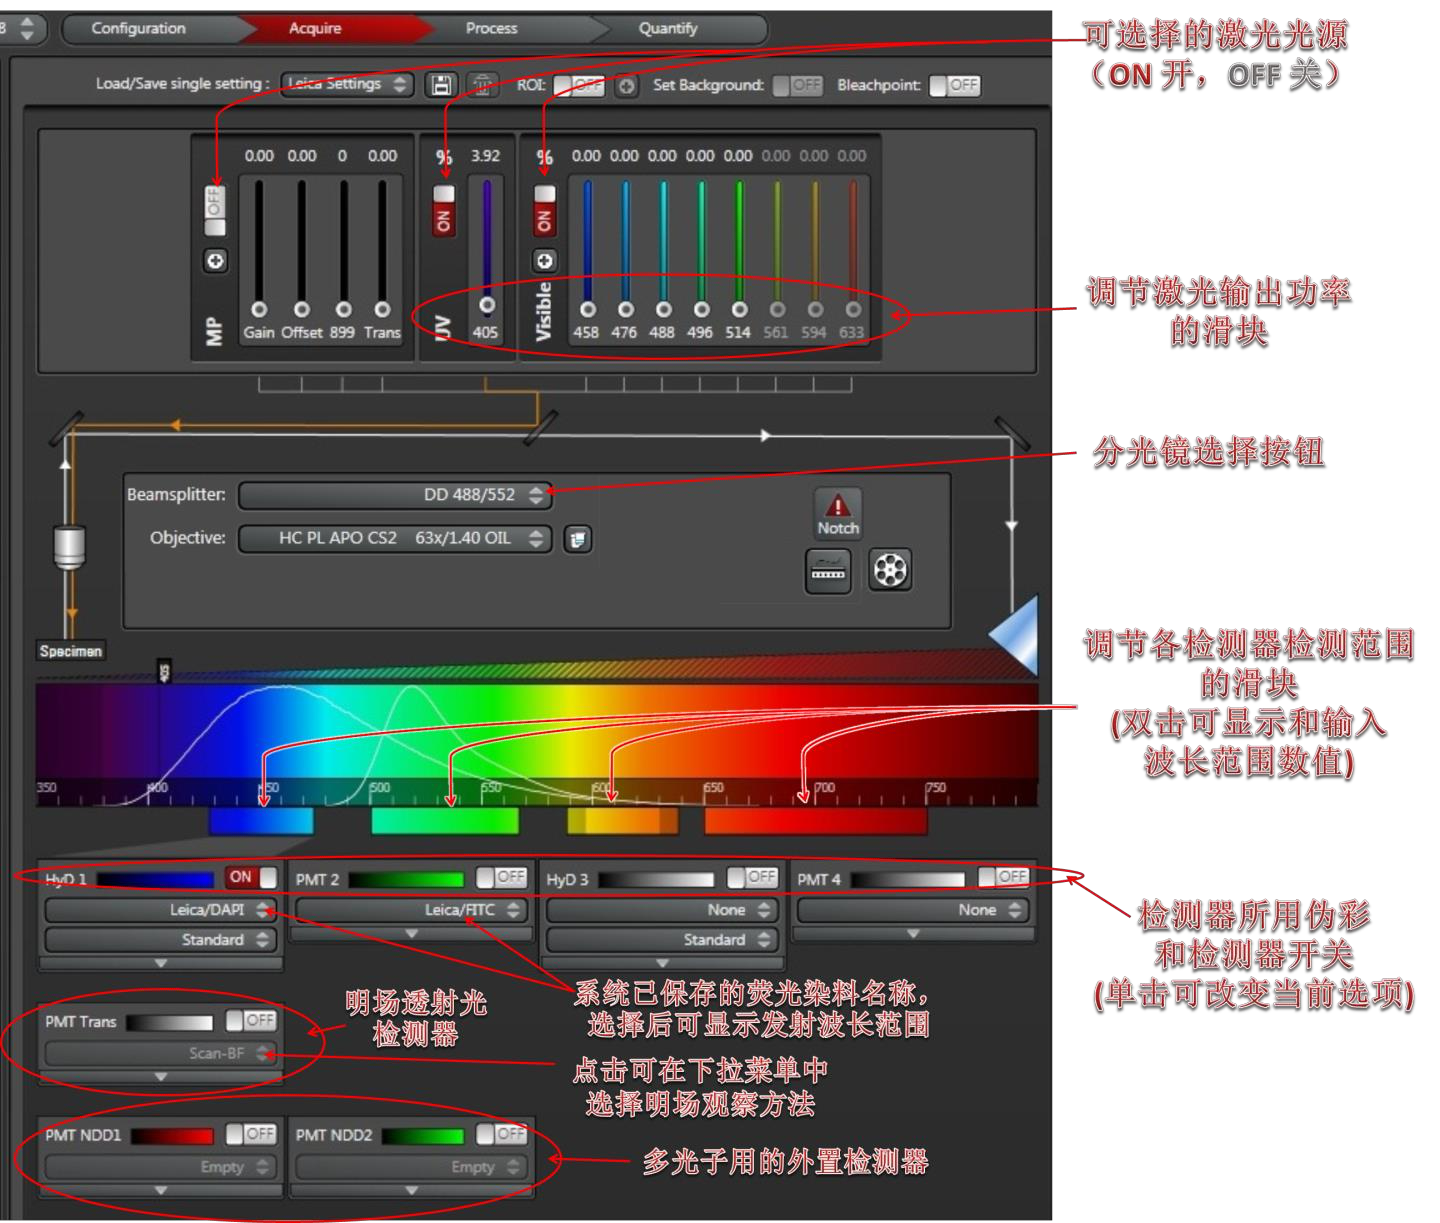 8 Configuration Acquire Process Quantify
可选择的激光光源
（ON 开，OFF 关）
Load/Save single setting : Leica Settings ROI: OFF Set Background: OFF Bleachpoint: OFF
0.00 0.00 0 0.00 % 3.92 % 0.00 0.00 0.00 0.00 0.00 0.00 0.00 0.00
OFF ON ON
MP UV Visible
Gain Offset 899 Trans 405 458 476 488 496 514 561 594 633
调节激光输出功率
的滑块
分光镜选择按钮
Beamsplitter: DD 488/552
Objective: HC PL APO CS2 63x/1.40 OIL
Notch
Specimen
405
调节各检测器检测范围
的滑块
(双击可显示和输入
波长范围数值)
350 400 450 500 550 600 650 700 750
HyD 1 ON PMT 2 OFF HyD 3 OFF PMT 4 OFF
Leica/DAPI Leica/FITC None None
Standard Standard
检测器所用伪彩
和检测器开关
(单击可改变当前选项)
系统已保存的荧光染料名称，
选择后可显示发射波长范围
明场透射光
检测器
PMT Trans OFF
Scan-BF
点击可在下拉菜单中
选择明场观察方法
PMT NDD1 OFF PMT NDD2 OFF
Empty Empty
多光子用的外置检测器